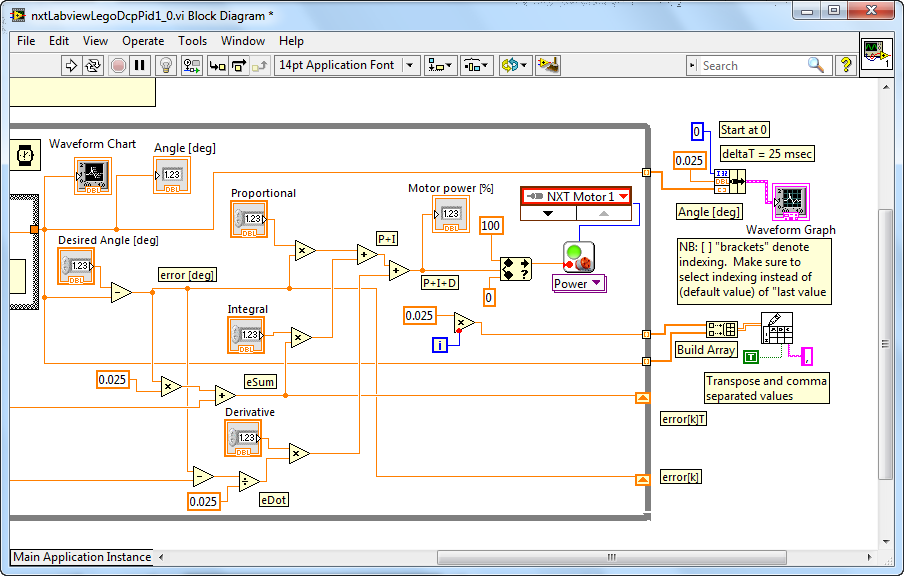 nxtLabviewLegoDcpPid1_0.vi Block Diagram *
File Edit View Operate Tools Window Help
14pt Application Font
Search
?
1
Waveform Chart
DBL
Angle [deg]
1.23
DBL
0
Start at 0
0.025
deltaT = 25 msec
DBL
Angle [deg]
Waveform Graph
NB: [ ] "brackets" denote
indexing. Make sure to
select indexing instead of
(default value) of "last value
Proportional
1.23
DBL
Motor power [%]
1.23
DBL
NXT Motor 1
100
P+I
Desired Angle [deg]
1.23
DBL
error [deg]
P+I+D
0
?
Power
Integral
1.23
DBL
0.025
i
Build Array
T
,
Transpose and comma
separated values
0.025
eSum
error[k]T
Derivative
1.23
DBL
error[k]
0.025
eDot
Main Application Instance